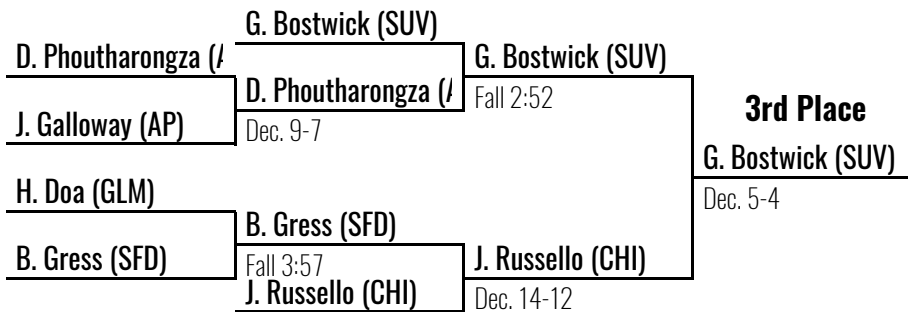 G. Bostwick (SUV)
D. Phoutharongza (
G. Bostwick (SUV)
D. Phoutharongza (
Fall 2:52
3rd Place
J. Galloway (AP)
Dec. 9-7
G. Bostwick (SUV)
H. Doa (GLM)
Dec. 5-4
B. Gress (SFD)
B. Gress (SFD)
J. Russello (CHI)
Fall 3:57
J. Russello (CHI)
Dec. 14-12